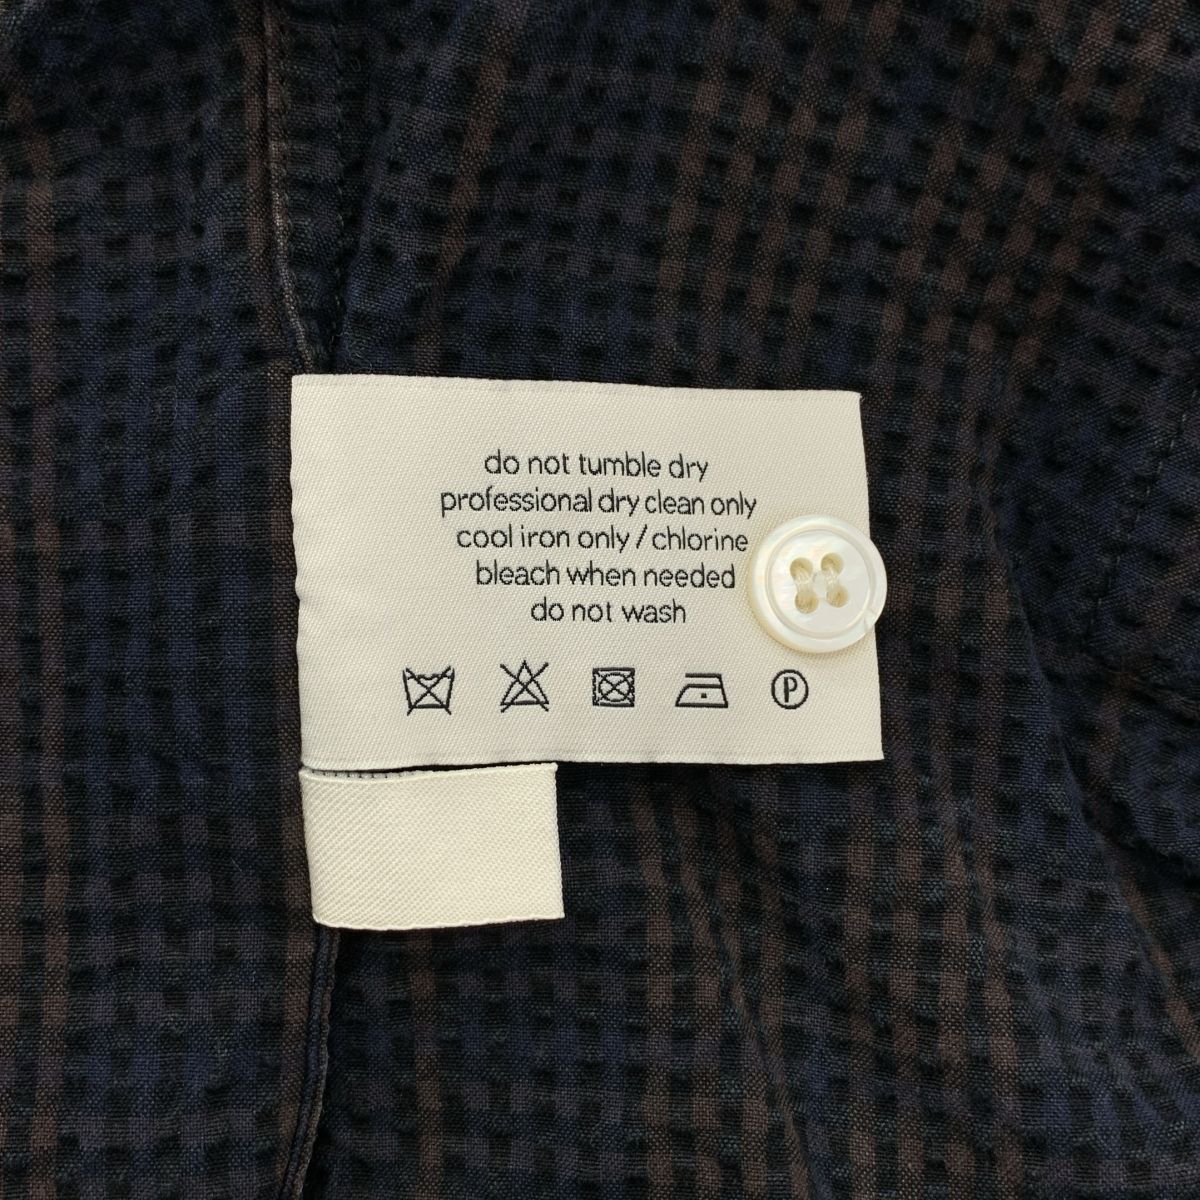 do not tumble dry
professional dry clean only
cool iron only / chlorine
bleach when needed
do not wash
P